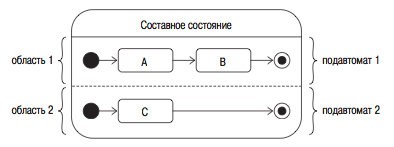 Составное состояние
область 1
A
B
подавтомат 1
область 2
C
подавтомат 2